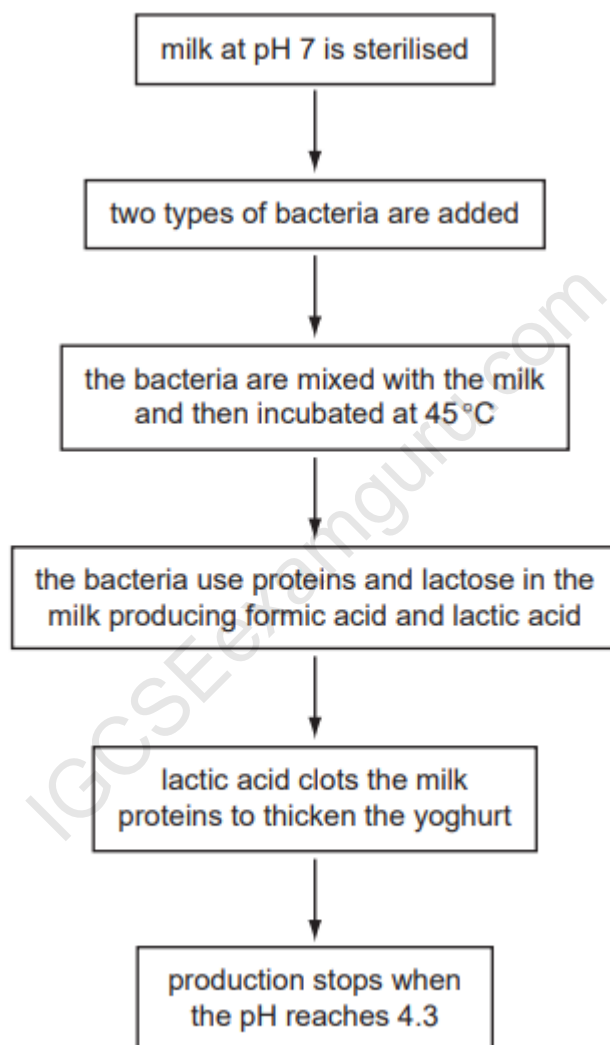 milk at pH 7 is sterilised
two types of bacteria are added
the bacteria are mixed with the milk
and then incubated at 45 °C
the bacteria use proteins and lactose in the
milk producing formic acid and lactic acid
lactic acid clots the milk
proteins to thicken the yoghurt
production stops when
the pH reaches 4.3
IGCSEexamguru.com